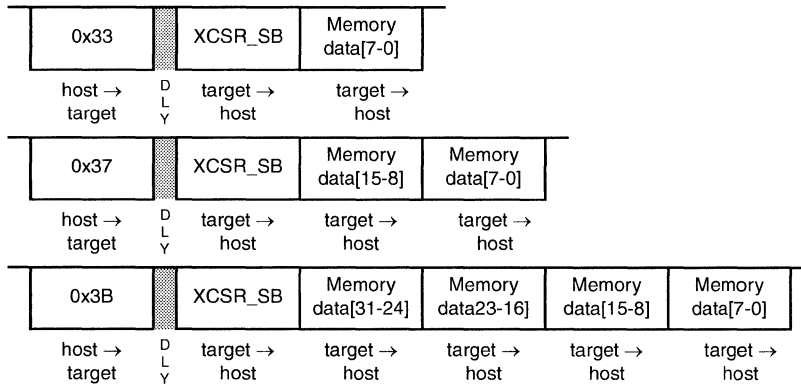 0x33 XCSR_SB Memory
data[7-0]
host → D target → target →
target L host host
Y
0x37 XCSR_SB Memory Memory
data[15-8] data[7-0]
host → D target → target → target →
target L host host host
Y
0x3B XCSR_SB Memory Memory Memory Memory
data[31-24] data23-16] data[15-8] data[7-0]
host → D target → target → target → target → target →
target L host host host host host
Y